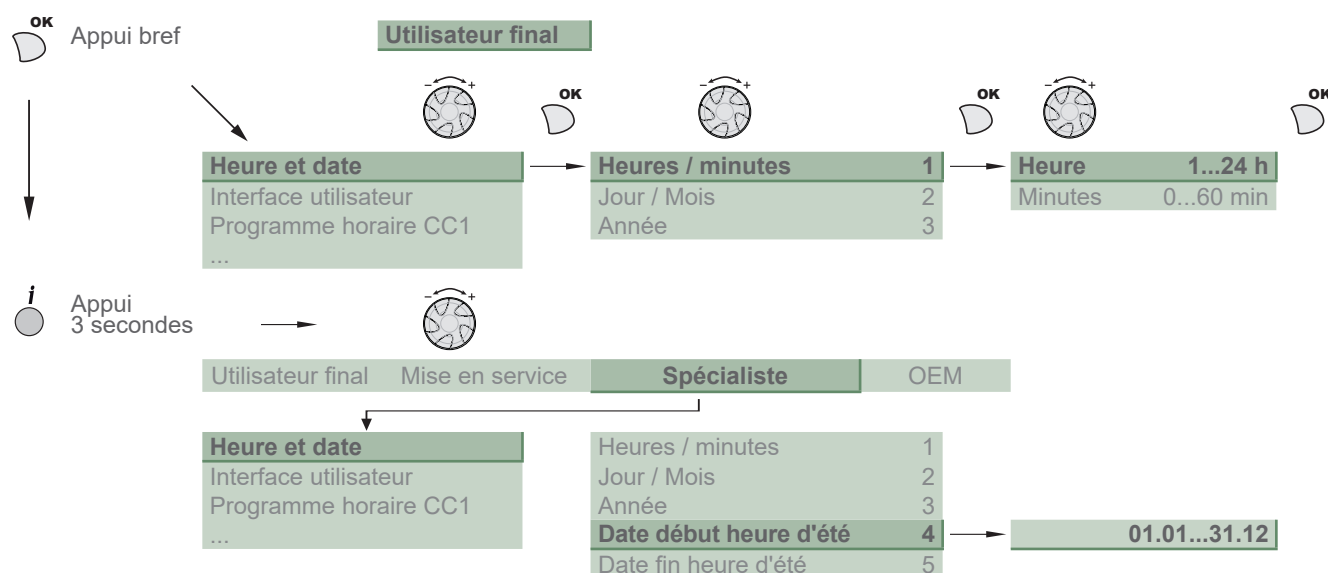 OK
Appui bref
Utilisateur final
- +
OK
- +
OK
- +
OK
Heure et date
Heures / minutes 1
Heure 1...24 h
Interface utilisateur
Jour / Mois 2
Minutes 0...60 min
Programme horaire CC1
Année 3
...
i
Appui
3 secondes
- +
Utilisateur final Mise en service Spécialiste OEM
Heure et date
Heures / minutes 1
Interface utilisateur
Jour / Mois 2
Programme horaire CC1
Année 3
...
Date début heure d'été 4
01.01...31.12
Date fin heure d'été 5